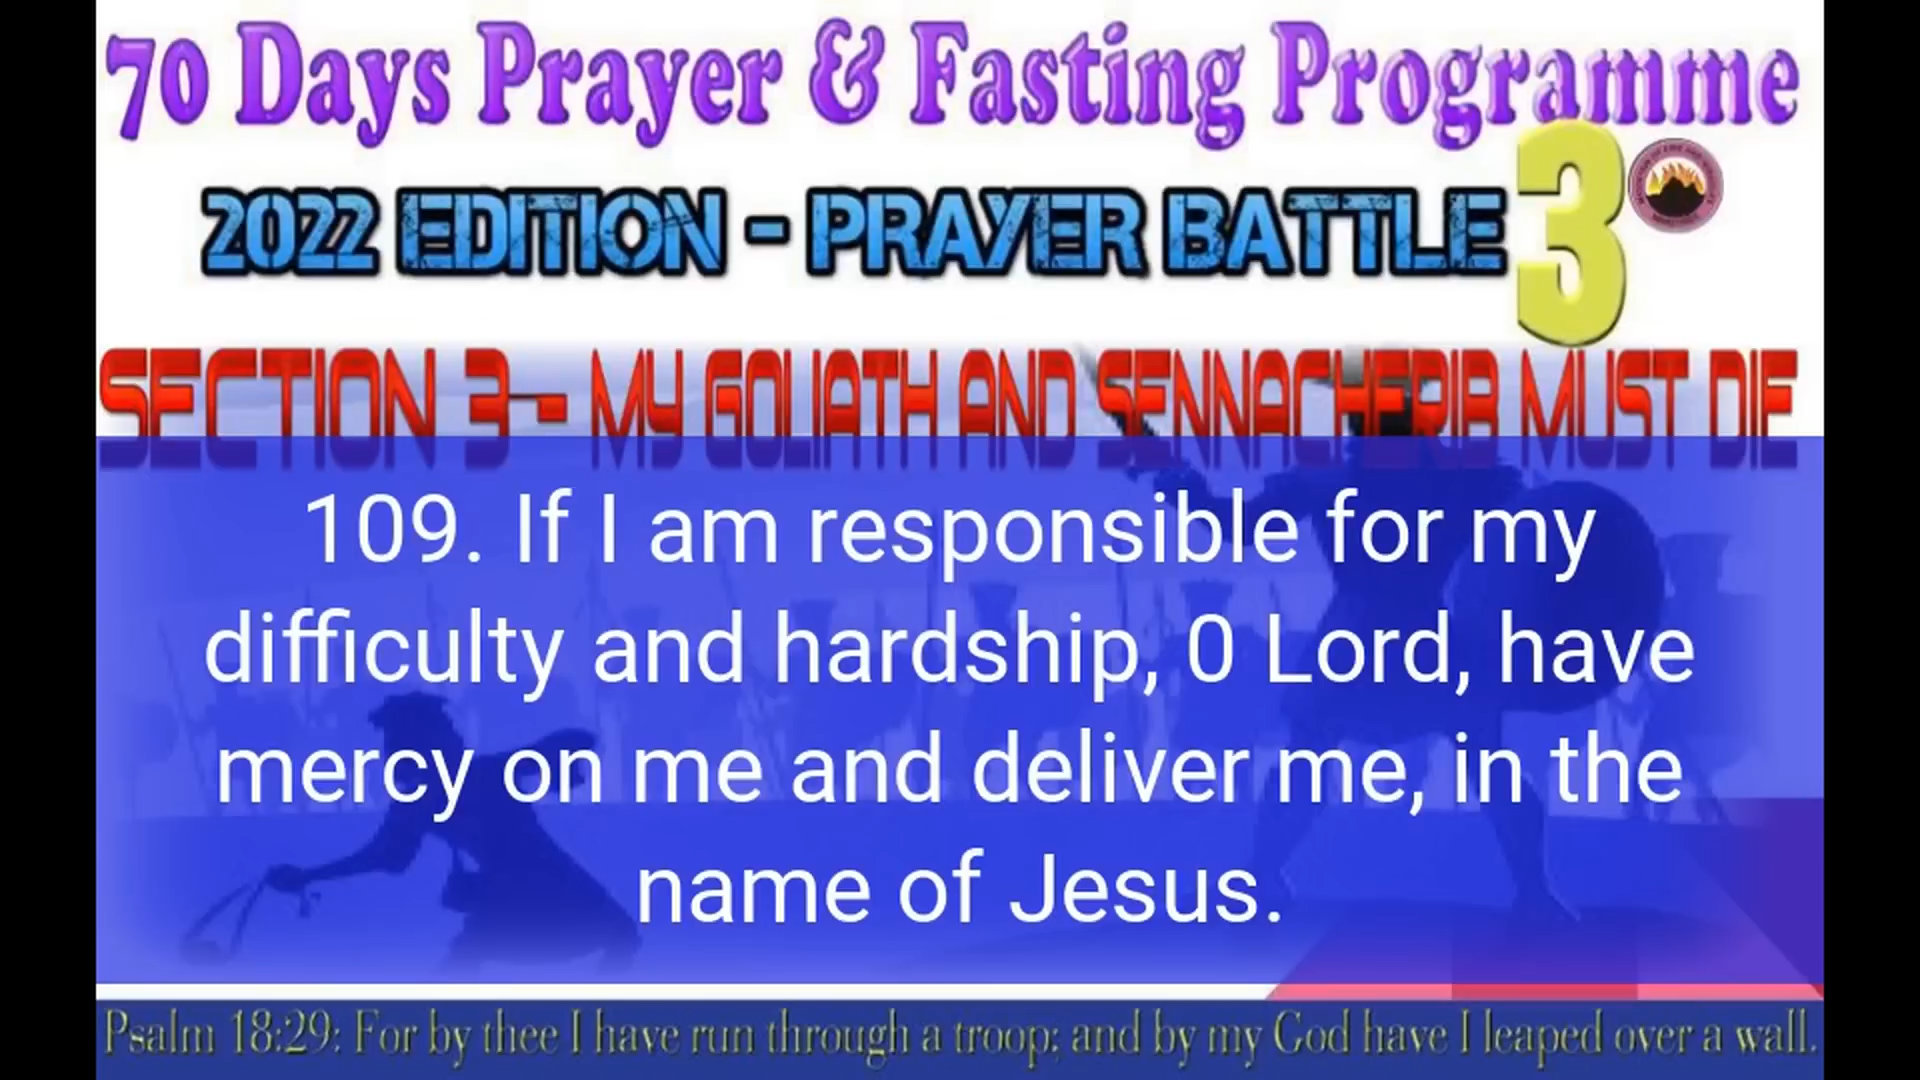 70 Days Prayer & Fasting Programme
2022 EDITION - PRAYER BATTLE 3
SECTION 3 - MY GOLIATH AND SENNACHERIB MUST DIE
109. If I am responsible for my
difficulty and hardship, 0 Lord, have
mercy on me and deliver me, in the
name of Jesus.
Psalm 18:29: For by thee I have run through a troop; and by my God have I leaped over a wall.